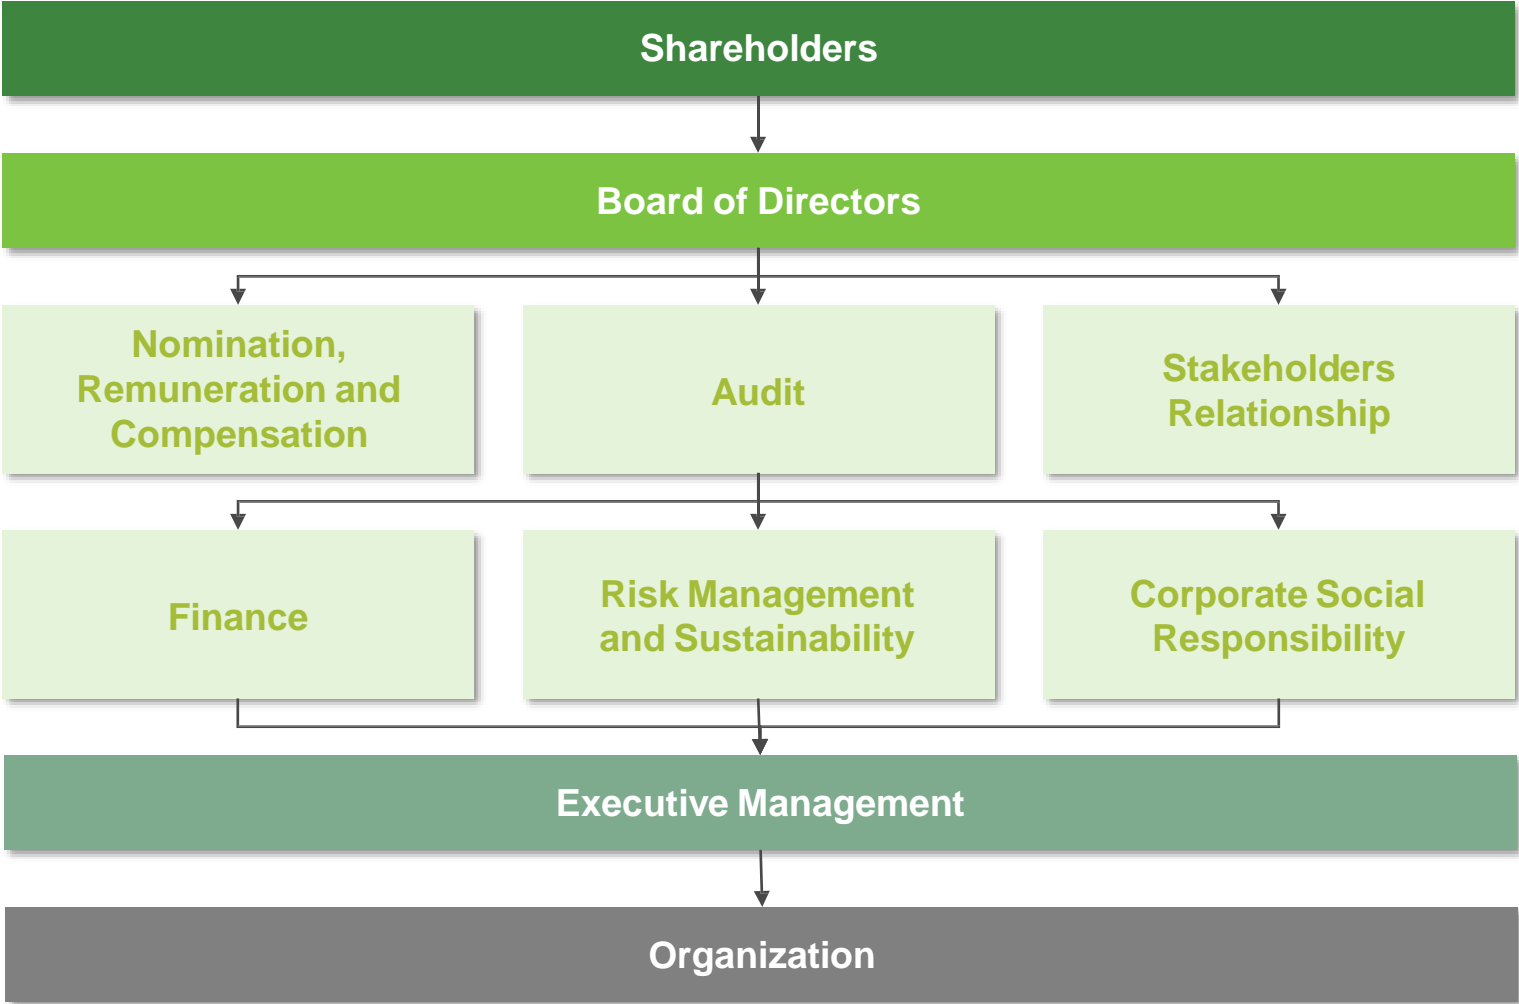 Shareholders
Board of Directors
Nomination,
Remuneration and
Compensation
Audit
Stakeholders
Relationship
Finance
Risk Management
and Sustainability
Corporate Social
Responsibility
Executive Management
Organization